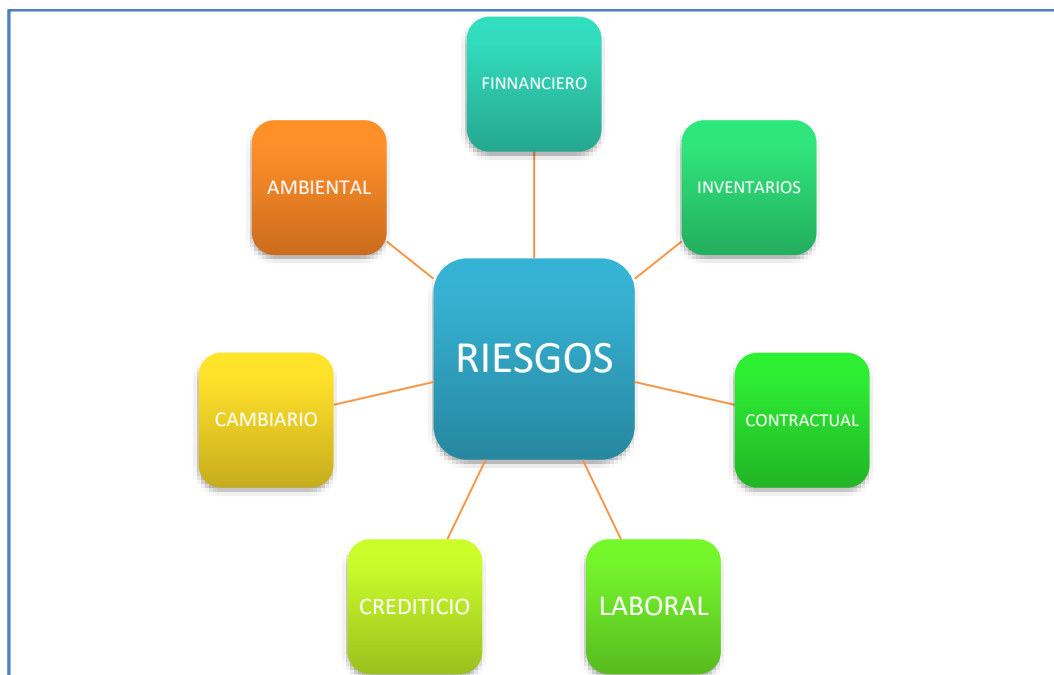 FINNANCIERO
AMBIENTAL
INVENTARIOS
RIESGOS
CAMBIARIO
CONTRACTUAL
CREDITICIO
LABORAL